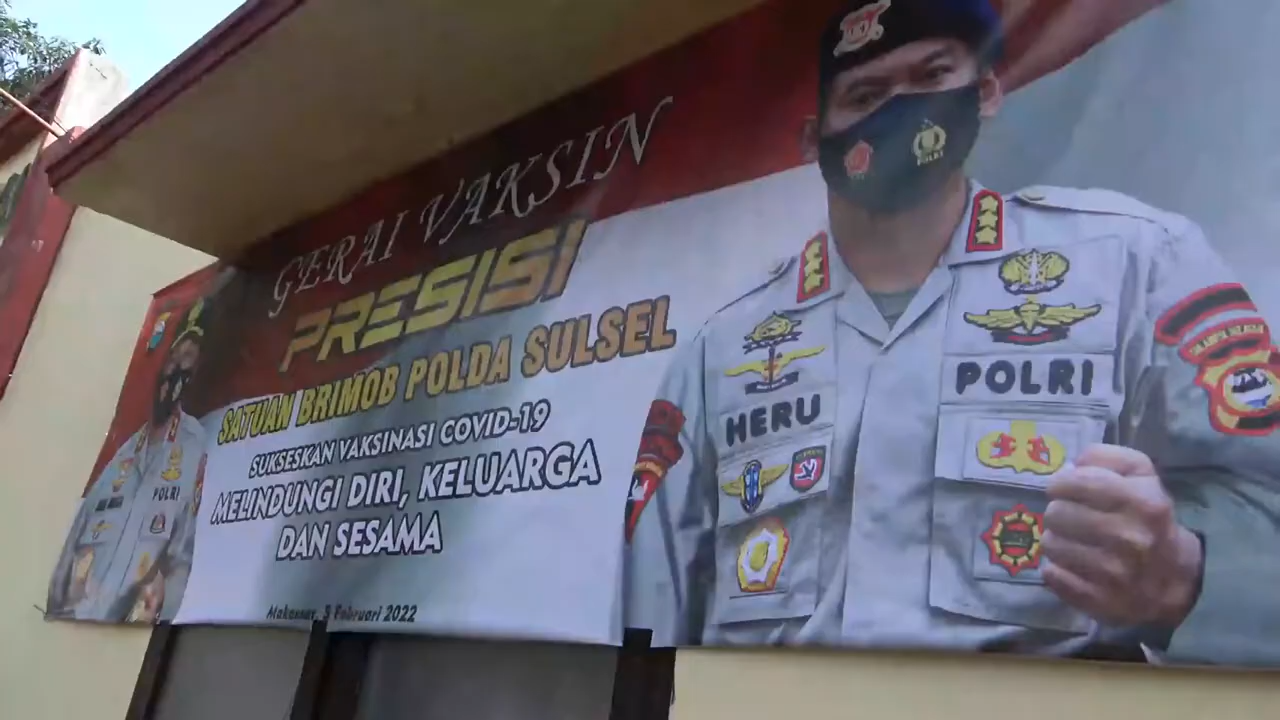 GERAI VAKSIN
PRESISI
SATUAN BRIMOB POLDA SULSEL
SUKSESKAN VAKSINASI COVID-19
MELINDUNGI DIRI, KELUARGA
DAN SESAMA
Makassar, 3 Februari 2022
POLRI
HERU
POLRI
POLRI